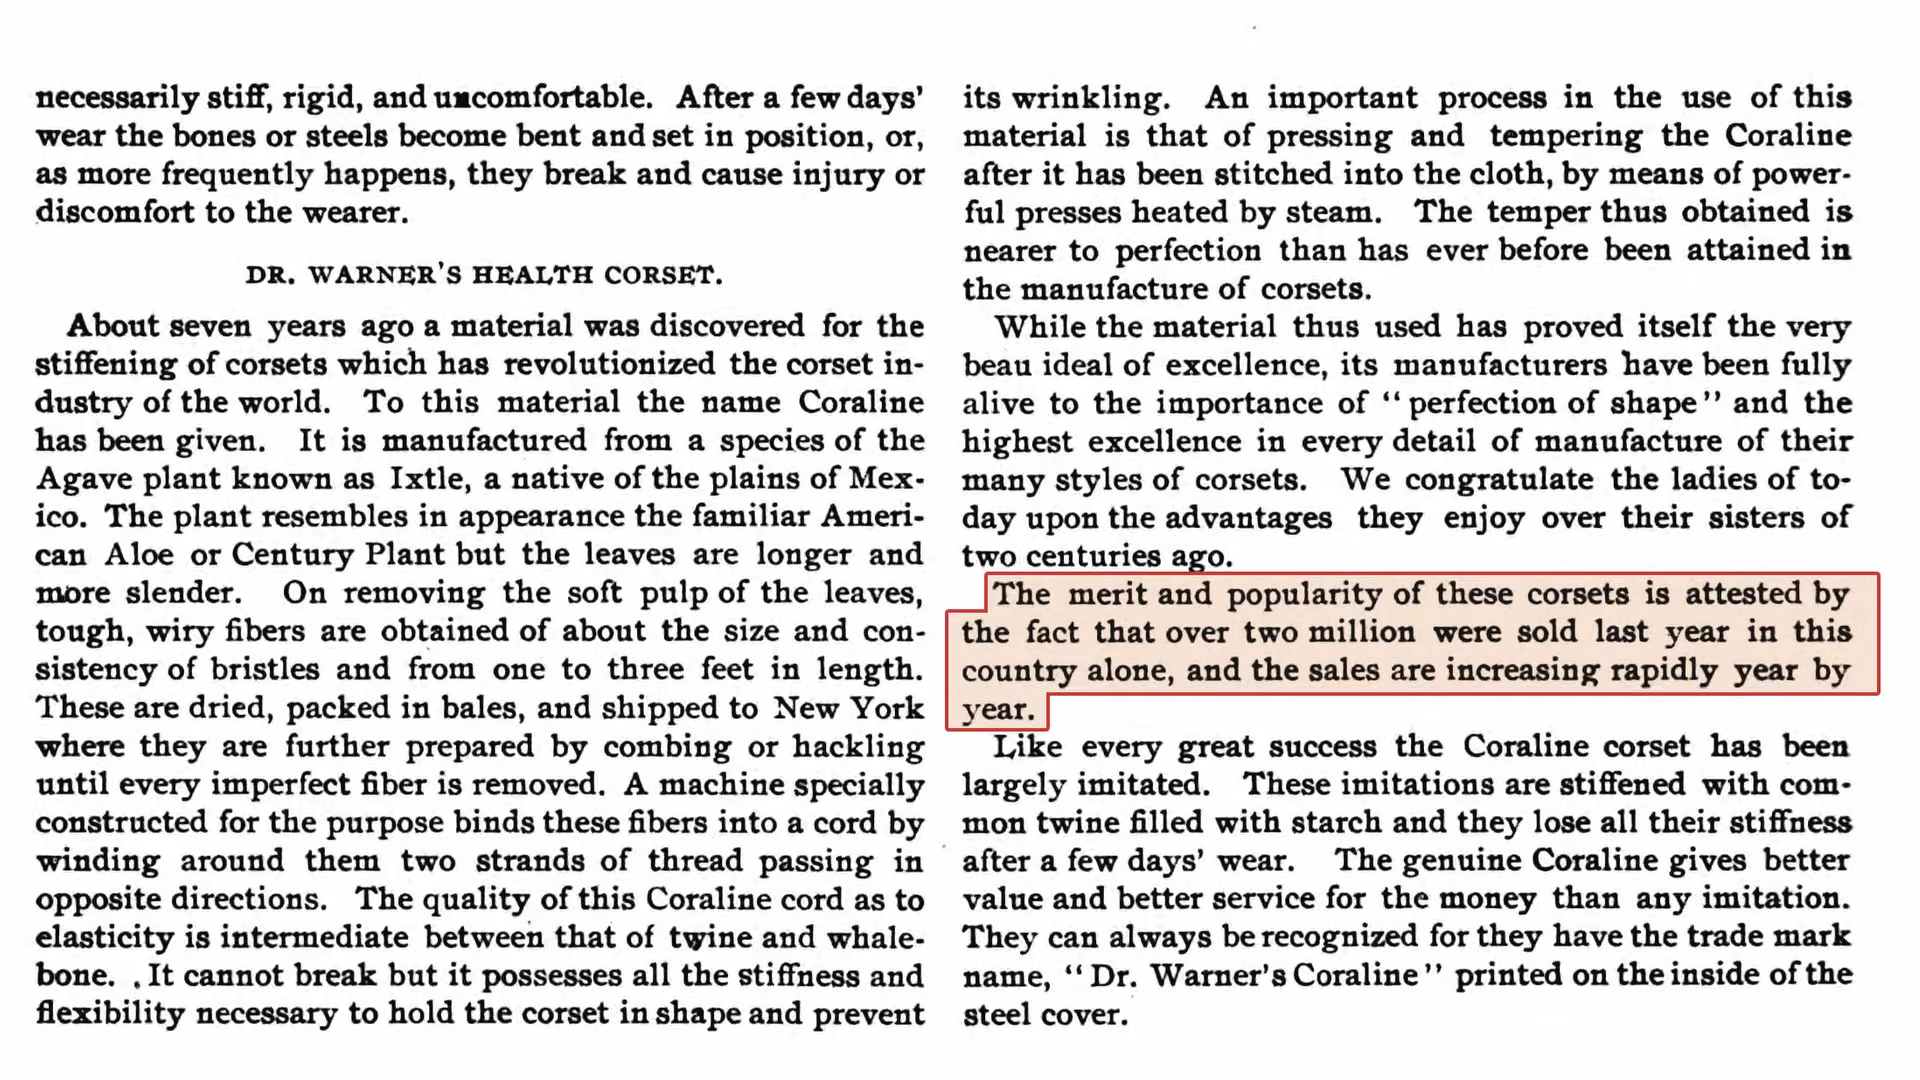 necessarily stiff, rigid, and uncomfortable. After a few days'
wear the bones or steels become bent and set in position, or,
as more frequently happens, they break and cause injury or
discomfort to the wearer.
DR. WARNER'S HEALTH CORSET.
About seven years ago a material was discovered for the
stiffening of corsets which has revolutionized the corset in-
dustry of the world. To this material the name Coraline
has been given. It is manufactured from a species of the
Agave plant known as Ixtle, a native of the plains of Mex-
ico. The plant resembles in appearance the familiar Ameri-
can Aloe or Century Plant but the leaves are longer and
more slender. On removing the soft pulp of the leaves,
tough, wiry fibers are obtained of about the size and con-
sistency of bristles and from one to three feet in length.
These are dried, packed in bales, and shipped to New York
where they are further prepared by combing or hackling
until every imperfect fiber is removed. A machine specially
constructed for the purpose binds these fibers into a cord by
winding around them two strands of thread passing in
opposite directions. The quality of this Coraline cord as to
elasticity is intermediate between that of twine and whale-
bone. It cannot break but it possesses all the stiffness and
flexibility necessary to hold the corset in shape and prevent
its wrinkling. An important process in the use of this
material is that of pressing and tempering the Coraline
after it has been stitched into the cloth, by means of power-
ful presses heated by steam. The temper thus obtained is
nearer to perfection than has ever before been attained in
the manufacture of corsets.
While the material thus used has proved itself the very
beau ideal of excellence, its manufacturers have been fully
alive to the importance of "perfection of shape" and the
highest excellence in every detail of manufacture of their
many styles of corsets. We congratulate the ladies of to-
day upon the advantages they enjoy over their sisters of
two centuries ago.
The merit and popularity of these corsets is attested by
the fact that over two million were sold last year in this
country alone, and the sales are increasing rapidly year by
year.
Like every great success the Coraline corset has been
largely imitated. These imitations are stiffened with com-
mon twine filled with starch and they lose all their stiffness
after a few days' wear. The genuine Coraline gives better
value and better service for the money than any imitation.
They can always be recognized for they have the trade mark
name, "Dr. Warner's Coraline" printed on the inside of the
steel cover.